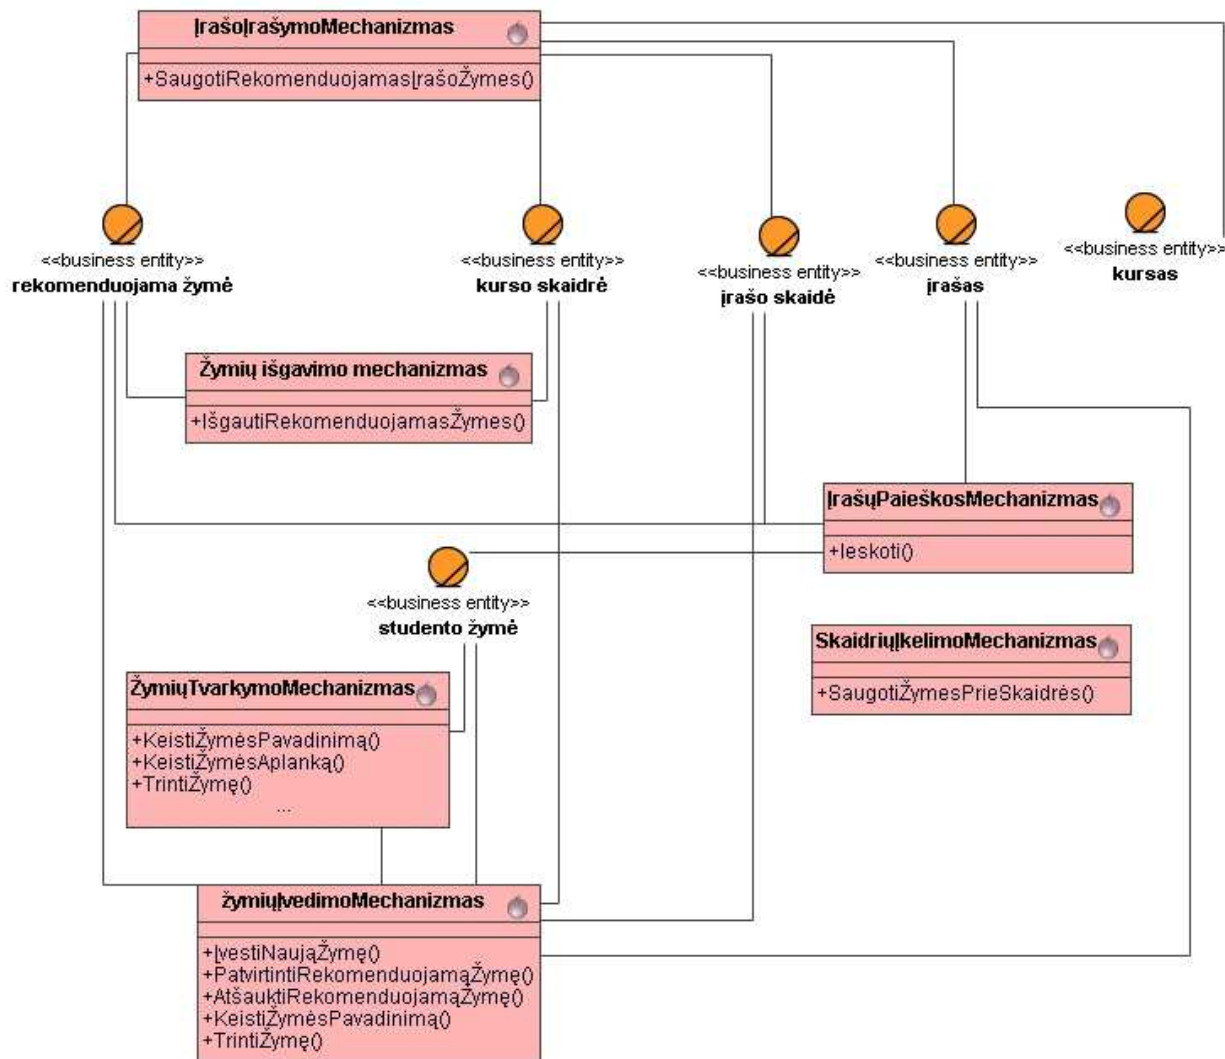 ĮrašoĮrašymoMechanizmas
+SaugotiRekomenduojamasĮrašoŽymes()
<<business entity>>
rekomenduojama žymė
<<business entity>>
kurso skaidrė
<<business entity>>
įrašo skaidė
<<business entity>>
įrašas
<<business entity>>
kursas
Žymių išgavimo mechanizmas
+IšgautiRekomenduojamasŽymes()
ĮrašųPaieškosMechanizmas
+Ieskoti()
<<business entity>>
studento žymė
SkaidriųĮkelimoMechanizmas
+SaugotiŽymesPrieSkaidrės()
ŽymiųTvarkymoMechanizmas
+KeistiŽymėsPavadinimą()
+KeistiŽymėsAplanką()
+TrintiŽymę()
...
žymiųĮvedimoMechanizmas
+ĮvestiNaująŽymę()
+PatvirtintiRekomenduojamąŽymę()
+AtšauktiRekomenduojamąŽymę()
+KeistiŽymėsPavadinimą()
+TrintiŽymę()